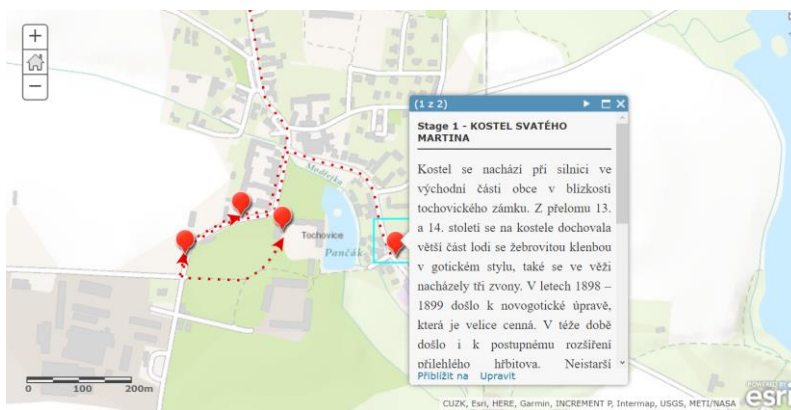 +
−
Modřejka
Tochovice
Pančák
(1 z 2)
Stage 1 - KOSTEL SVATÉHO
MARTINA
Kostel se nachází při silnici ve
východní části obce v blízkosti
tochovického zámku. Z přelomu 13.
a 14. století se na kostele dochovala
větší část lodi se žebrovitou klenbou
v gotickém stylu, také se ve věži
nacházely tři zvony. V letech 1898 –
1899 došlo k novogotické úpravě,
která je velice cenná. V téže době
došlo i k postupnému rozšíření
přilehlého hřbitova. Nejstarší
Přiblížit na Upravit
0 100 200m
CUZK, Esri, HERE, Garmin, INCREMENT P, Intermap, USGS, METI/NASA
POWERED BY
esri